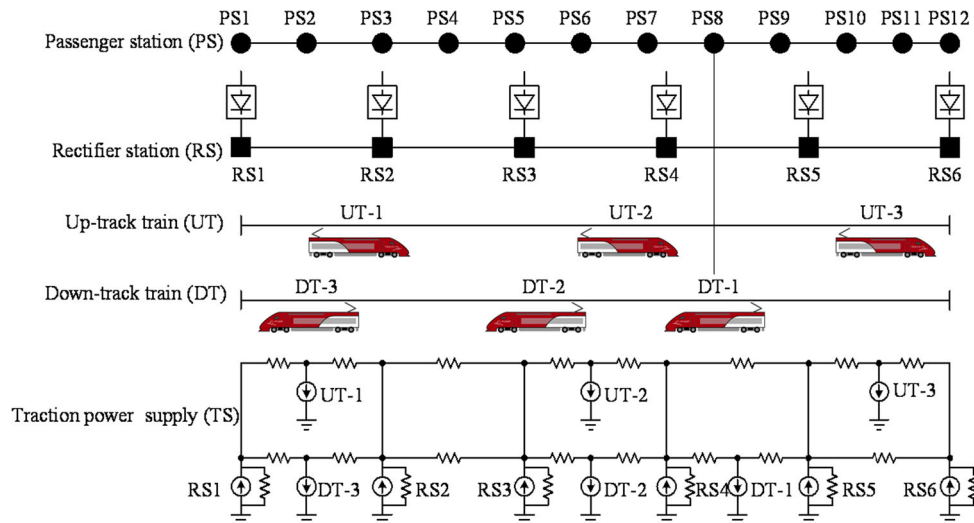 PS1 PS2 PS3 PS4 PS5 PS6 PS7 PS8 PS9 PS10 PS11 PS12
Passenger station (PS)
Rectifier station (RS)
RS1 RS2 RS3 RS4 RS5 RS6
UT-1 UT-2 UT-3
Up-track train (UT)
DT-3 DT-2 DT-1
Down-track train (DT)
UT-1 UT-2 UT-3
Traction power supply (TS)
RS1 DT-3 RS2 RS3 DT-2 RS4 DT-1 RS5 RS6